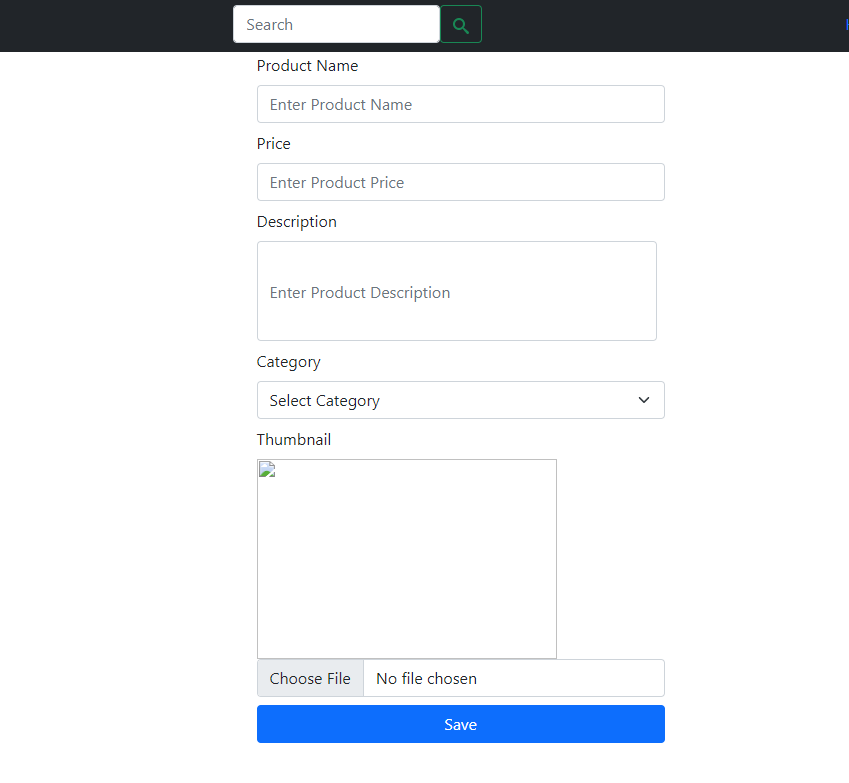 Search
Product Name
Enter Product Name
Price
Enter Product Price
Description
Enter Product Description
Category
Select Category
Thumbnail
Choose File No file chosen
Save